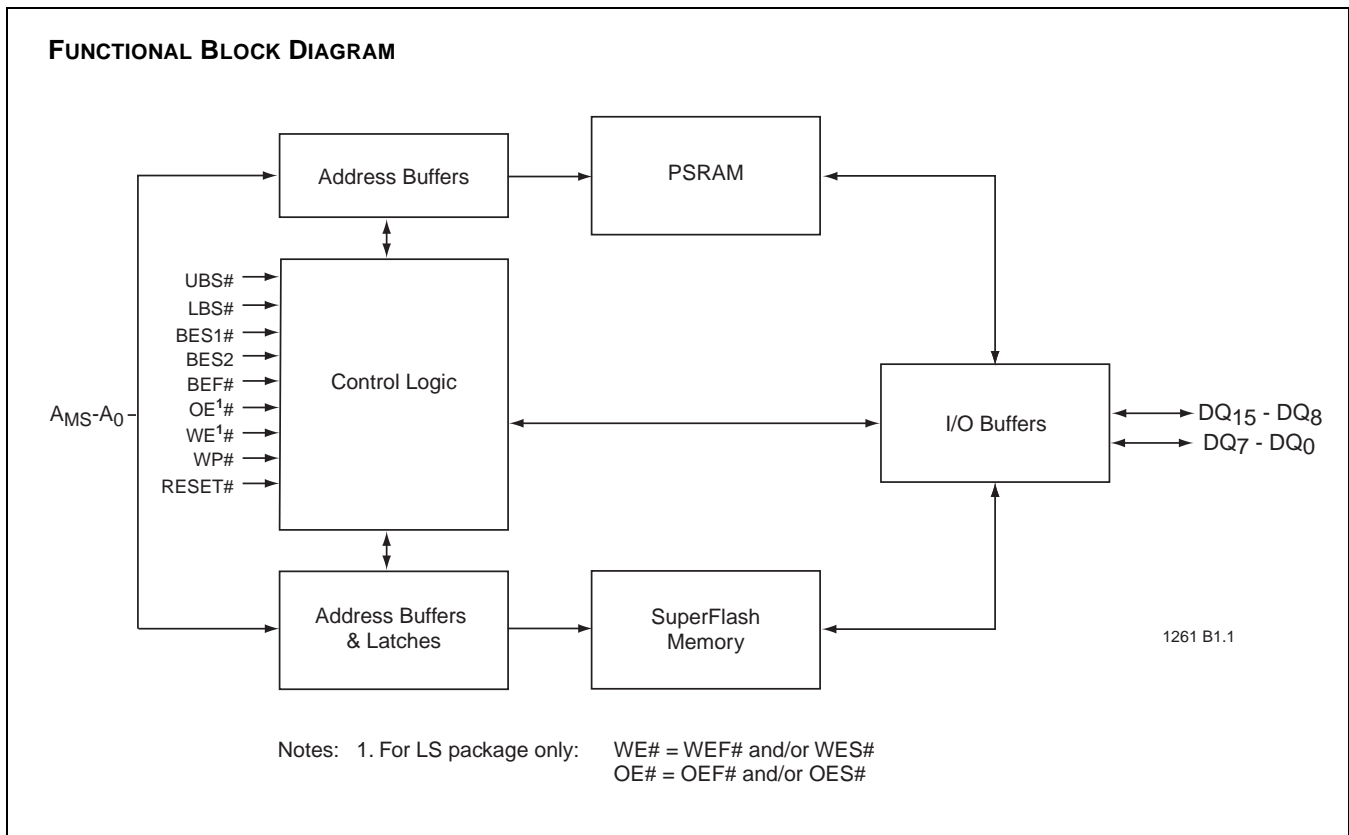 FUNCTIONAL BLOCK DIAGRAM
Address Buffers
PSRAM
UBS#
LBS#
BES1#
BES2
BEF#
OE¹#
WE¹#
WP#
RESET#
Control Logic
AMS-A0
I/O Buffers
DQ15 - DQ8
DQ7 - DQ0
Address Buffers
& Latches
SuperFlash
Memory
1261 B1.1
Notes: 1. For LS package only: WE# = WEF# and/or WES#
OE# = OEF# and/or OES#